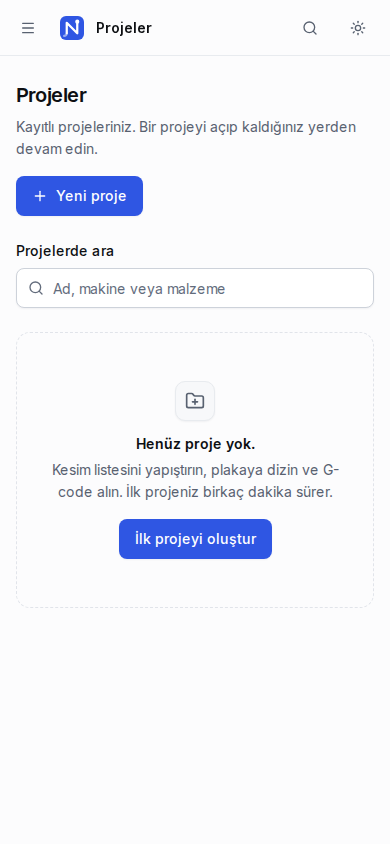 Projeler
Projeler
Kayıtlı projeleriniz. Bir projeyi açıp kaldığınız yerden
devam edin.
Yeni proje
Projelerde ara
Ad, makine veya malzeme
Henüz proje yok.
Kesim listesini yapıştırın, plakaya dizin ve G-
code alın. İlk projeniz birkaç dakika sürer.
İlk projeyi oluştur